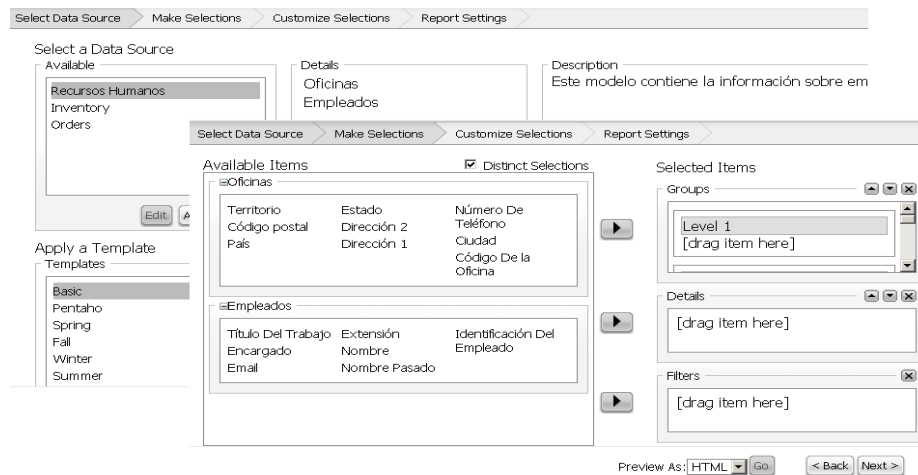 Select Data Source Make Selections Customize Selections Report Settings
Select a Data Source
Available
Recursos Humanos
Inventory
Orders
Edit
Details
Oficinas
Empleados
Description
Este modelo contiene la información sobre em
Apply a Template
Templates
Basic
Pentaho
Spring
Fall
Winter
Summer
Select Data Source Make Selections Customize Selections Report Settings
Available Items
Distinct Selections
Oficinas
Territorio Estado Número De
Teléfono
Código postal Dirección 2
País Dirección 1 Ciudad
Código De la
Oficina
Empleados
Título Del Trabajo Extensión Identificación Del
Empleado
Encargado Nombre
Email Nombre Pasado
Selected Items
Groups
Level 1
[drag item here]
Details
[drag item here]
Filters
[drag item here]
Preview As: HTML Go < Back Next >